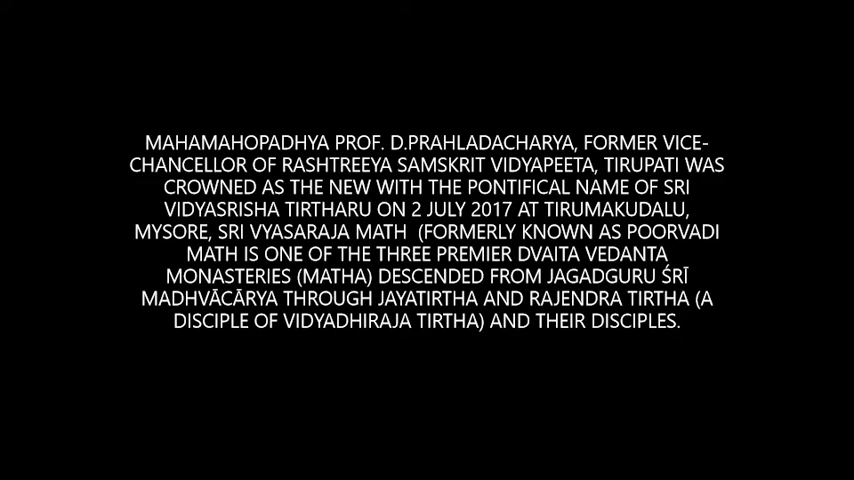 MAHAMAHOPADHYA PROF. D.PRAHLADACHARYA, FORMER VICE-
CHANCELLOR OF RASHTREEYA SAMSKRIT VIDYAPEETA, TIRUPATI WAS
CROWNED AS THE NEW WITH THE PONTIFICAL NAME OF SRI
VIDYASRISHA TIRTHARU ON 2 JULY 2017 AT TIRUMAKUDALU,
MYSORE, SRI VYASARAJA MATH (FORMERLY KNOWN AS POORVADI
MATH IS ONE OF THE THREE PREMIER DVAITA VEDANTA
MONASTERIES (MATHA) DESCENDED FROM JAGADGURU ŚRĪ
MADHVĀCĀRYA THROUGH JAYATIRTHA AND RAJENDRA TIRTHA (A
DISCIPLE OF VIDYADHIRAJA TIRTHA) AND THEIR DISCIPLES.